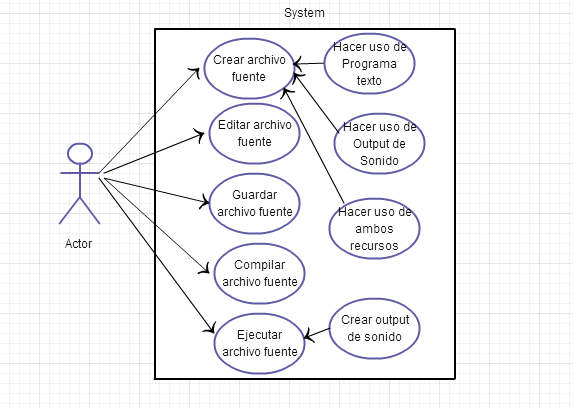 System
Crear archivo
fuente
Hacer uso de
Programa
texto
Editar archivo
fuente
Hacer uso de
Output de
Sonido
Guardar
archivo fuente
Hacer uso de
ambos
recursos
Actor
Compilar
archivo fuente
Ejecutar
archivo fuente
Crear output
de sonido